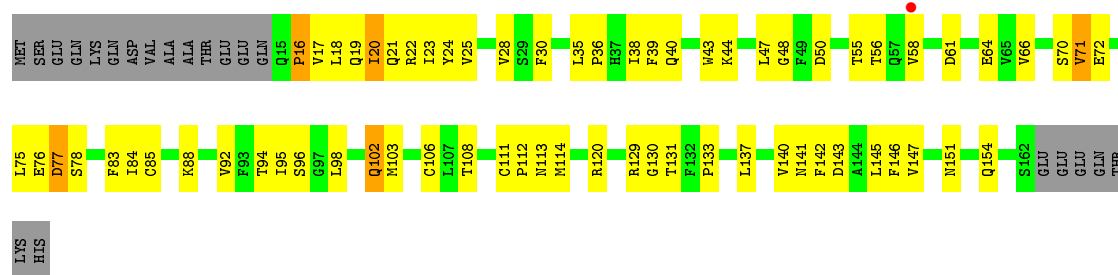 MET SER GLU GLN LYS GLN ASP VAL ALA ALA THR GLU GLU GLN Q15 P16 V17 L18 Q19 I20 Q21 R22 I23 Y24 V25 V28 S29 F30 L35 P36 H37 I38 F39 Q40 W43 K44 L47 G48 F49 D50 T55 T56 Q57 V58 D61 E64 V65 V66 S70 V71 E72
L75 E76 D77 S78 F83 I84 C85 K88 V92 F93 T94 I95 S96 G97 L98 Q102 M103 C106 L107 T108 C111 P112 N113 M114 R120 R129 G130 T131 F132 P133 L137 V140 N141 F142 D143 A144 L145 F146 V147 N151 Q154 S162 GLU GLU GLU GLN THR
LYS HIS